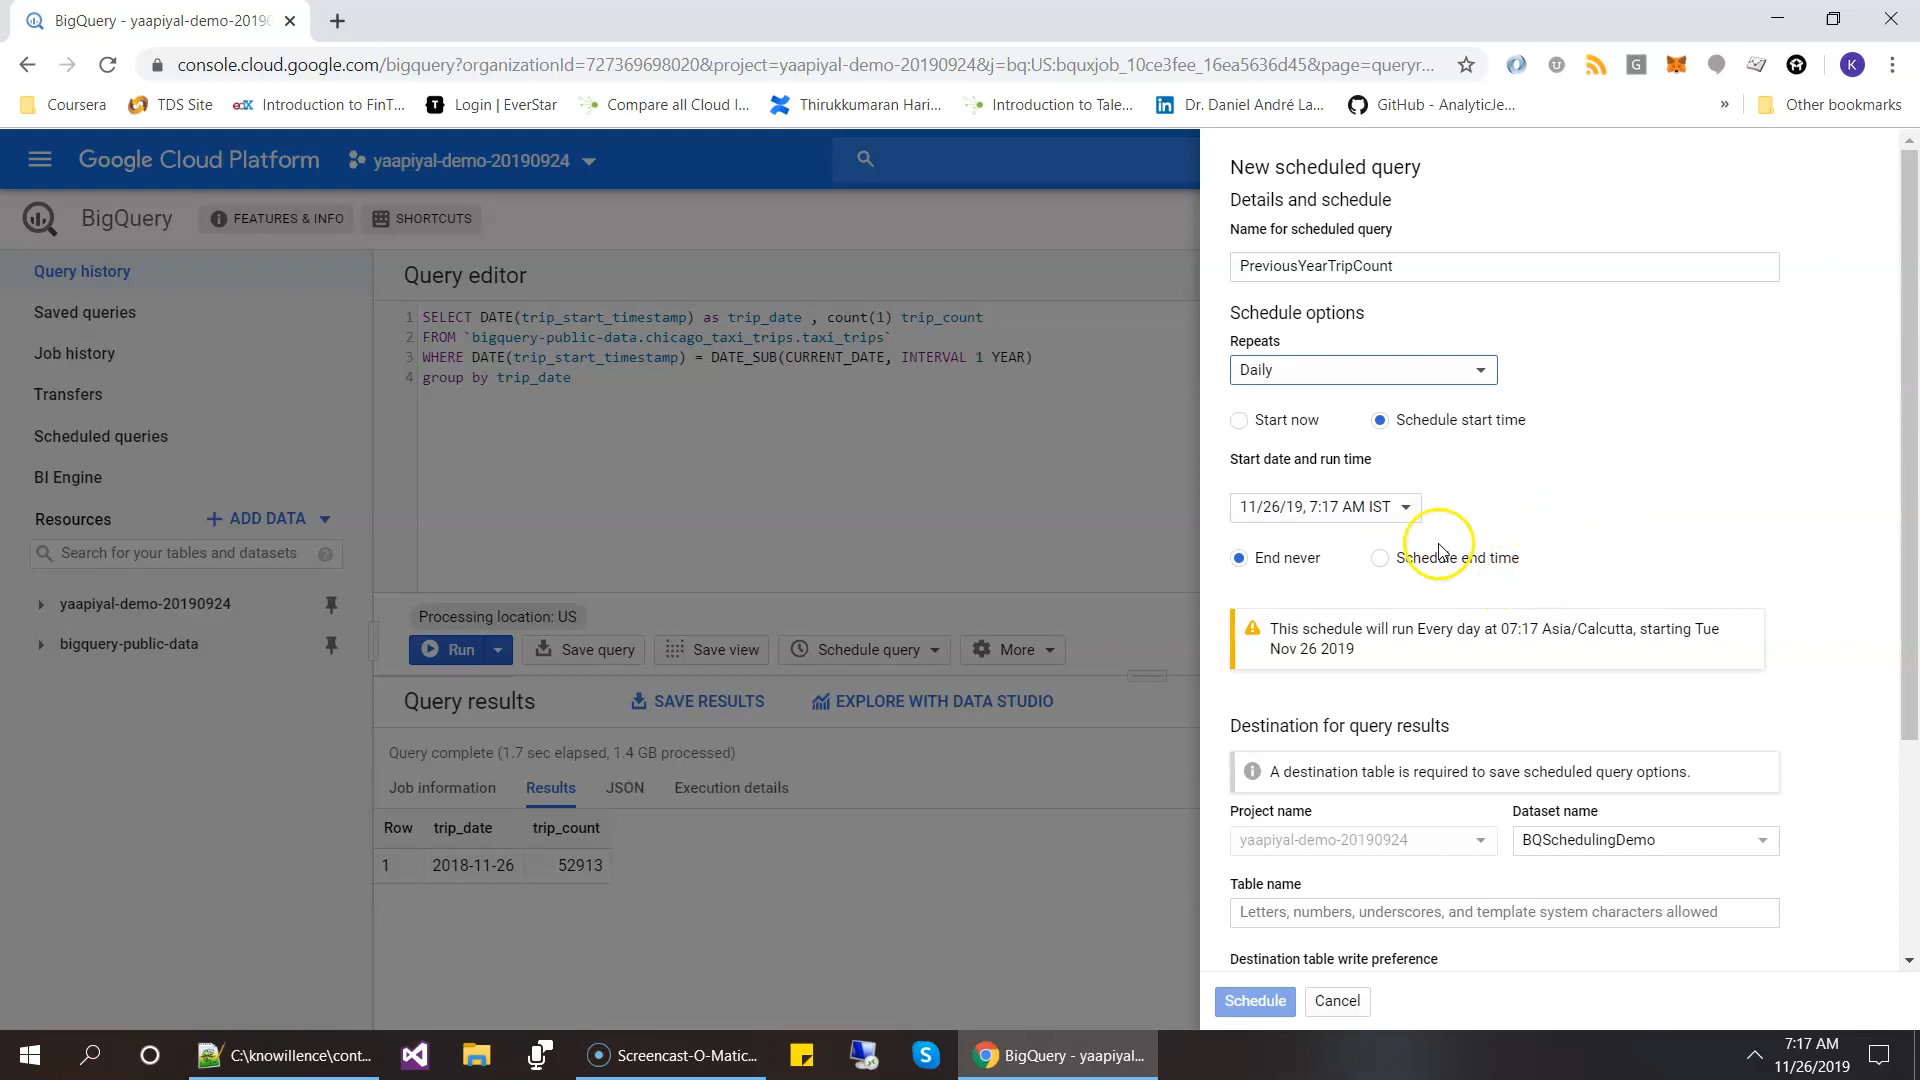 BigQuery - yaapiyal-demo-2019
console.cloud.google.com/bigquery?organizationId=727369698020&project=yaapiyal-demo-20190924&j=bq:US:bquxjob_10ce3fee_16ea5636d45&page=queryr...
K
Coursera
TDS Site
edX Introduction to FinT...
T Login | EverStar
Compare all Cloud I...
Thirukkumaran Hari...
Introduction to Tale...
in Dr. Daniel André La...
GitHub - AnalyticJe...
»
Other bookmarks
Google Cloud Platform
yaapiyal-demo-20190924
BigQuery
FEATURES & INFO
SHORTCUTS
Query history
Saved queries
Job history
Transfers
Scheduled queries
BI Engine
Resources
ADD DATA
Search for your tables and datasets
yaapiyal-demo-20190924
bigquery-public-data
Query editor
1 SELECT DATE(trip_start_timestamp) as trip_date , count(1) trip_count
2 FROM `bigquery-public-data.chicago_taxi_trips.taxi_trips`
3 WHERE DATE(trip_start_timestamp) = DATE_SUB(CURRENT_DATE, INTERVAL 1 YEAR)
4 group by trip_date
Processing location: US
Run
Save query
Save view
Schedule query
More
Query results
SAVE RESULTS
EXPLORE WITH DATA STUDIO
Query complete (1.7 sec elapsed, 1.4 GB processed)
Job information
Results
JSON
Execution details
Row trip_date trip_count
1 2018-11-26 52913
New scheduled query
Details and schedule
Name for scheduled query
PreviousYearTripCount
Schedule options
Repeats
Daily
Start now
Schedule start time
Start date and run time
11/26/19, 7:17 AM IST
End never
Schedule end time
This schedule will run Every day at 07:17 Asia/Calcutta, starting Tue
Nov 26 2019
Destination for query results
A destination table is required to save scheduled query options.
Project name
Dataset name
yaapiyal-demo-20190924
BQSchedulingDemo
Table name
Letters, numbers, underscores, and template system characters allowed
Destination table write preference
Schedule
Cancel
C:\knowillence\cont...
Screencast-O-Matic...
BigQuery - yaapiyal...
7:17 AM
11/26/2019